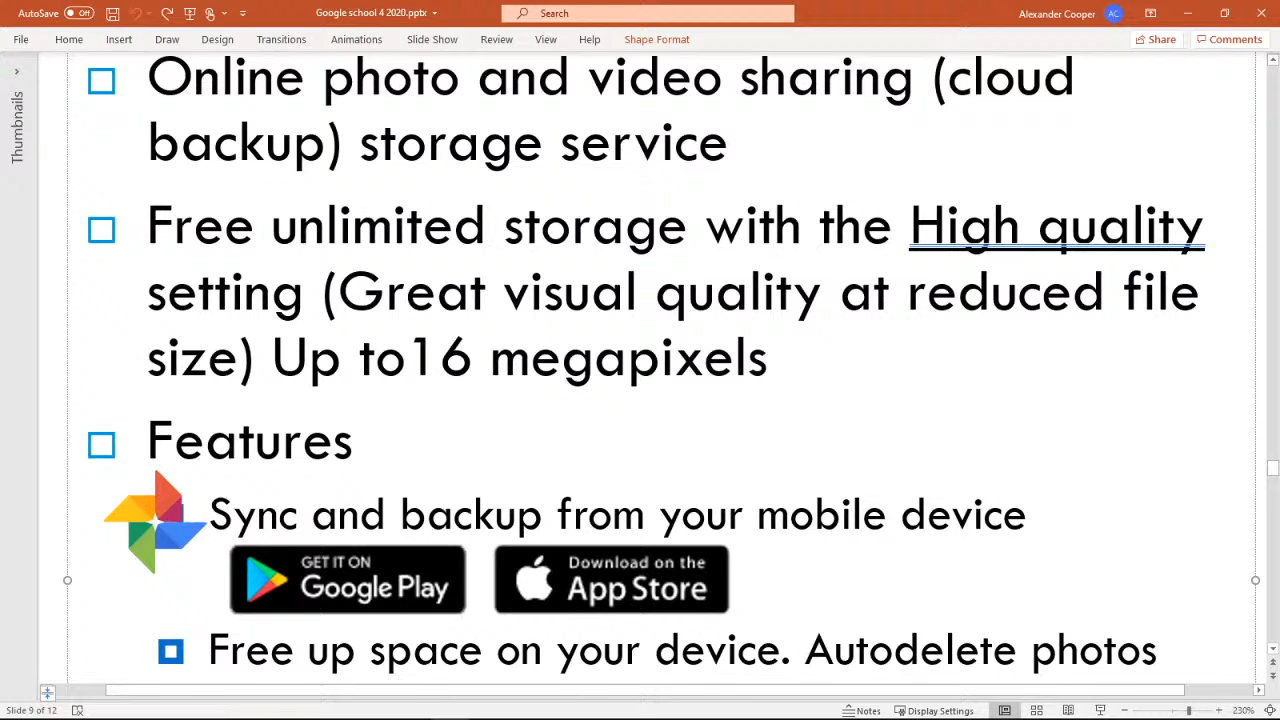 AutoSave Off Google school 4 2020.pptx Search Alexander Cooper AC
File Home Insert Draw Design Transitions Animations Slide Show Review View Help Shape Format Share Comments
Thumbnails
Online photo and video sharing (cloud
backup) storage service
Free unlimited storage with the High quality
setting (Great visual quality at reduced file
size) Up to16 megapixels
Features
Sync and backup from your mobile device
GET IT ON
Google Play
Download on the
App Store
Free up space on your device. Autodelete photos
Slide 9 of 12 Notes Display Settings 230%